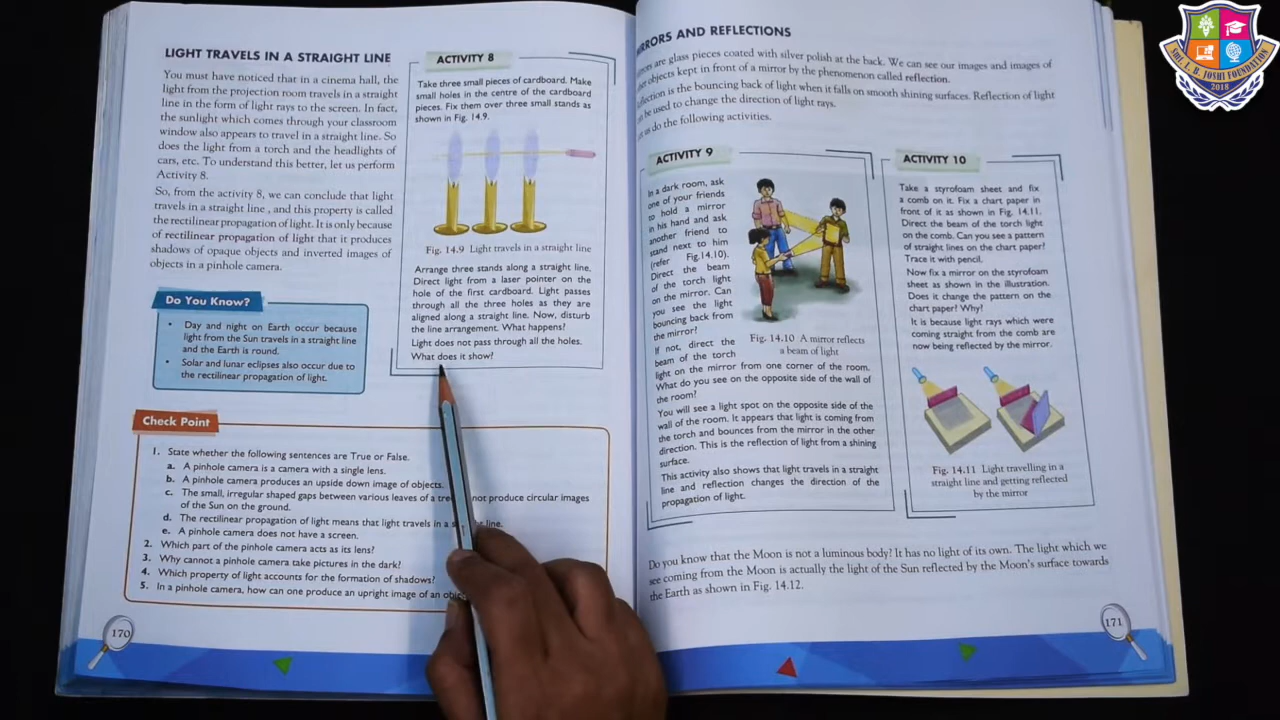 LIGHT TRAVELS IN A STRAIGHT LINE
You must have noticed that in a cinema hall, the
light from the projection room travels in a straight
line in the form of light rays to the screen. In fact,
the sunlight which comes through your classroom
window also appears to travel in a straight line. So
does the light from a torch and the headlights of
cars, etc. To understand this better, let us perform
Activity 8.
So, from the activity 8, we can conclude that light
travels in a straight line , and this property is called
the rectilinear propagation of light. It is only because
of rectilinear propagation of light that it produces
shadows of opaque objects and inverted images of
objects in a pinhole camera.
Do You Know?
• Day and night on Earth occur because
light from the Sun travels in a straight line
and the Earth is round.
• Solar and lunar eclipses also occur due to
the rectilinear propagation of light.
ACTIVITY 8
Take three small pieces of cardboard. Make
small holes in the centre of the cardboard
pieces. Fix them over three small stands as
shown in Fig. 14.9.
Fig. 14.9 Light travels in a straight line
Arrange three stands along a straight line.
Direct light from a laser pointer on the
hole of the first cardboard. Light passes
through all the three holes as they are
aligned along a straight line. Now, disturb
the line arrangement. What happens?
Light does not pass through all the holes.
What does it show?
Check Point
1. State whether the following sentences are True or False.
a. A pinhole camera is a camera with a single lens.
b. A pinhole camera produces an upside down image of objects.
c. The small, irregular shaped gaps between various leaves of a not produce circular images
of the Sun on the ground.
d. The rectilinear propagation of light means that light travels in a line.
e. A pinhole camera does not have a screen.
2. Which part of the pinhole camera acts as its lens?
3. Why cannot a pinhole camera take pictures in the dark?
4. Which property of light accounts for the formation of shadows?
5. In a pinhole camera, how can one produce an upright image of an
170
AND REFLECTIONS
are glass pieces coated with silver polish at the back. We can see our images and images of
objects kept in front of a mirror by the phenomenon called reflection.
is the bouncing back of light when it falls on smooth shining surfaces. Reflection of light
be used to change the direction of light rays.
us do the following activities.
ACTIVITY 9
In a dark room, ask
one of your friends
to hold a mirror
in his hand and ask
another friend to
stand next to him
(refer Fig.14.10).
Direct the beam
of the torch light
on the mirror. Can
you see the light
bouncing back from
the mirror?
If not, direct the
beam of the torch
light on the mirror from one corner of the room.
What do you see on the opposite side of the wall of
the room?
You will see a light spot on the opposite side of the
wall of the room. It appears that light is coming from
the torch and bounces from the mirror in the other
direction. This is the reflection of light from a shining
surface.
This activity also shows that light travels in a straight
line and reflection changes the direction of the
propagation of light.
Fig. 14.10 A mirror reflects
a beam of light
ACTIVITY 10
Take a styrofoam sheet and fix
a comb on it. Fix a chart paper in
front of it as shown in Fig. 14.11.
Direct the beam of the torch light
on the comb. Can you see a pattern
of straight lines on the chart paper?
Trace it with pencil.
Now fix a mirror on the styrofoam
sheet as shown in the illustration.
Does it change the pattern on the
chart paper? Why?
It is because light rays which were
coming straight from the comb are
now being reflected by the mirror.
Fig. 14.11 Light travelling in a
straight line and getting reflected
by the mirror
Do you know that the Moon is not a luminous body? It has no light of its own. The light which we
see coming from the Moon is actually the light of the Sun reflected by the Moon's surface towards
the Earth as shown in Fig. 14.12.
171
JOSHI FOUNDATION
2018